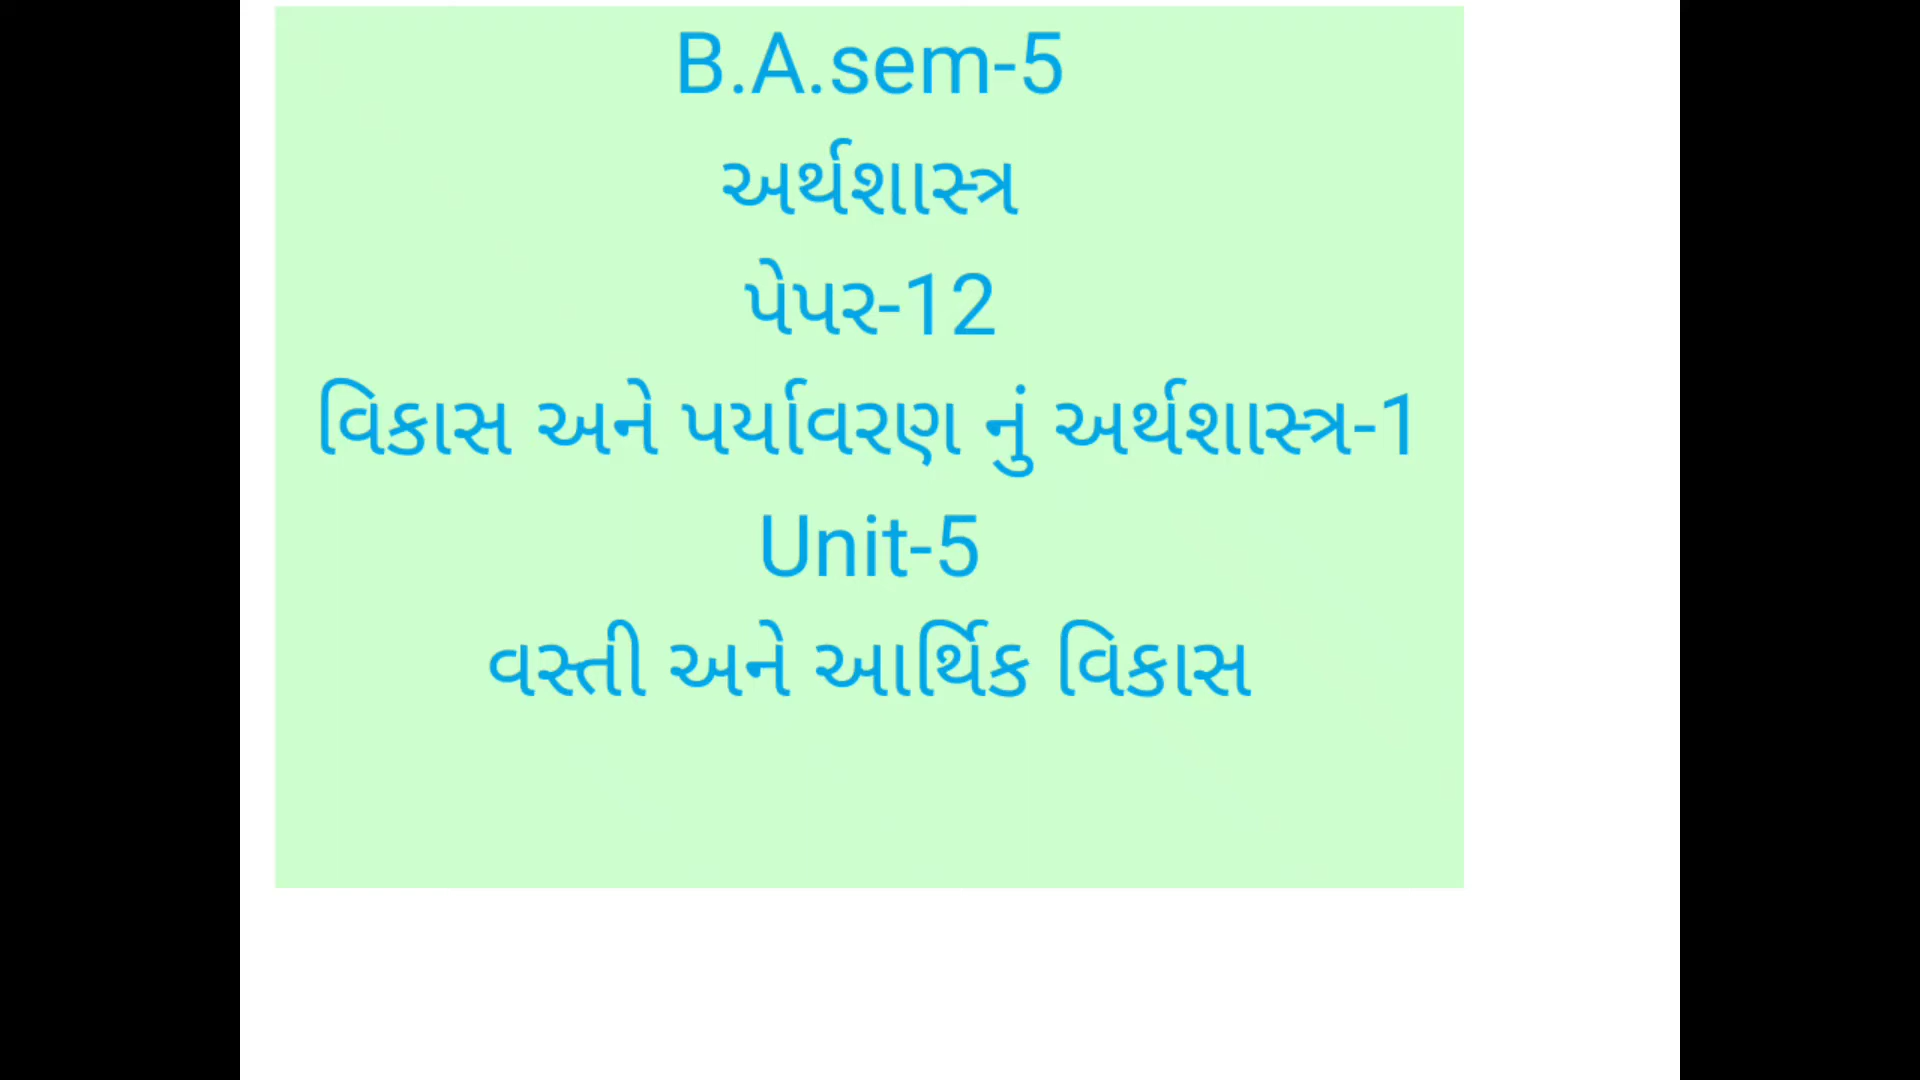 B.A.sem-5
અર્થશાસ્ત્ર
પેપર-12
વિકાસ અને પર્યાવરણ નું અર્થશાસ્ત્ર-1
Unit-5
વસ્તી અને આર્થિક વિકાસ